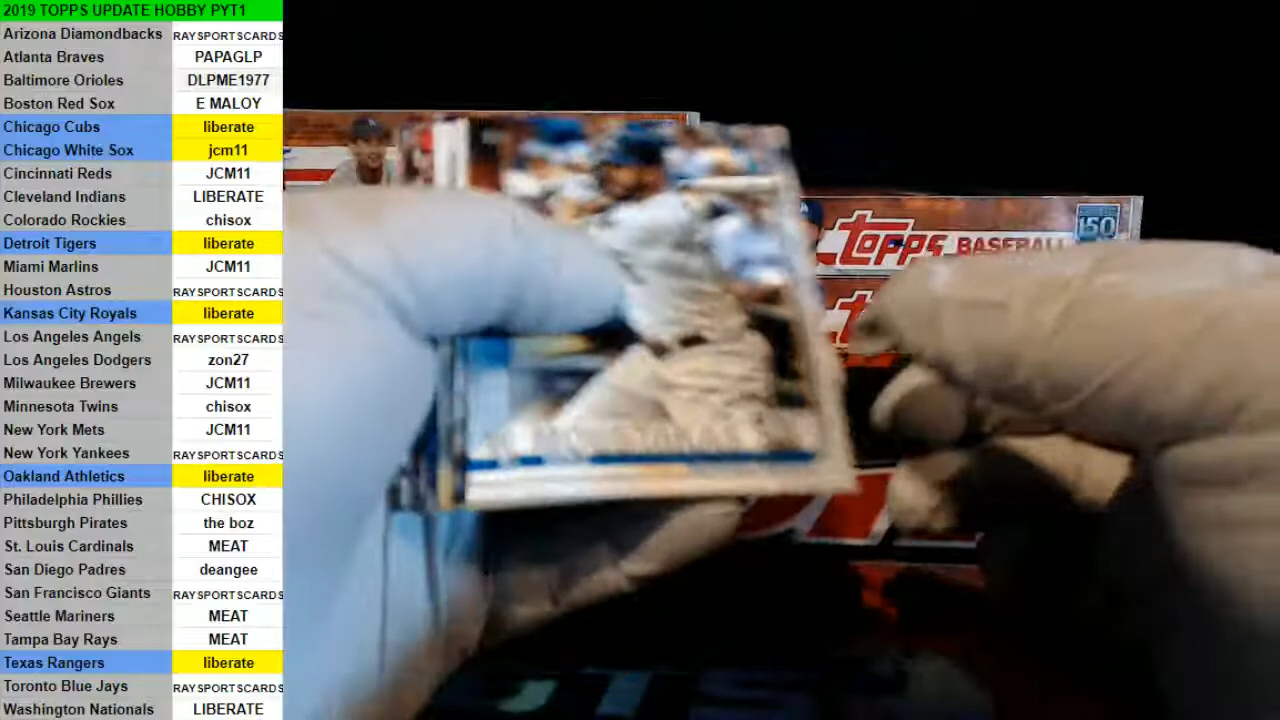 2019 TOPPS UPDATE HOBBY PYT1
Arizona Diamondbacks RAYSPORTSCARDS
Atlanta Braves PAPAGLP
Baltimore Orioles DLPME1977
Boston Red Sox E MALOY
Chicago Cubs liberate
Chicago White Sox jcm11
Cincinnati Reds JCM11
Cleveland Indians LIBERATE
Colorado Rockies chisox
Detroit Tigers liberate
Miami Marlins JCM11
Houston Astros RAYSPORTSCARDS
Kansas City Royals liberate
Los Angeles Angels RAYSPORTSCARDS
Los Angeles Dodgers zon27
Milwaukee Brewers JCM11
Minnesota Twins chisox
New York Mets JCM11
New York Yankees RAYSPORTSCARDS
Oakland Athletics liberate
Philadelphia Phillies CHISOX
Pittsburgh Pirates the boz
St. Louis Cardinals MEAT
San Diego Padres deangee
San Francisco Giants RAYSPORTSCARDS
Seattle Mariners MEAT
Tampa Bay Rays MEAT
Texas Rangers liberate
Toronto Blue Jays RAYSPORTSCARDS
Washington Nationals LIBERATE
TOPPS BASEBALL 150